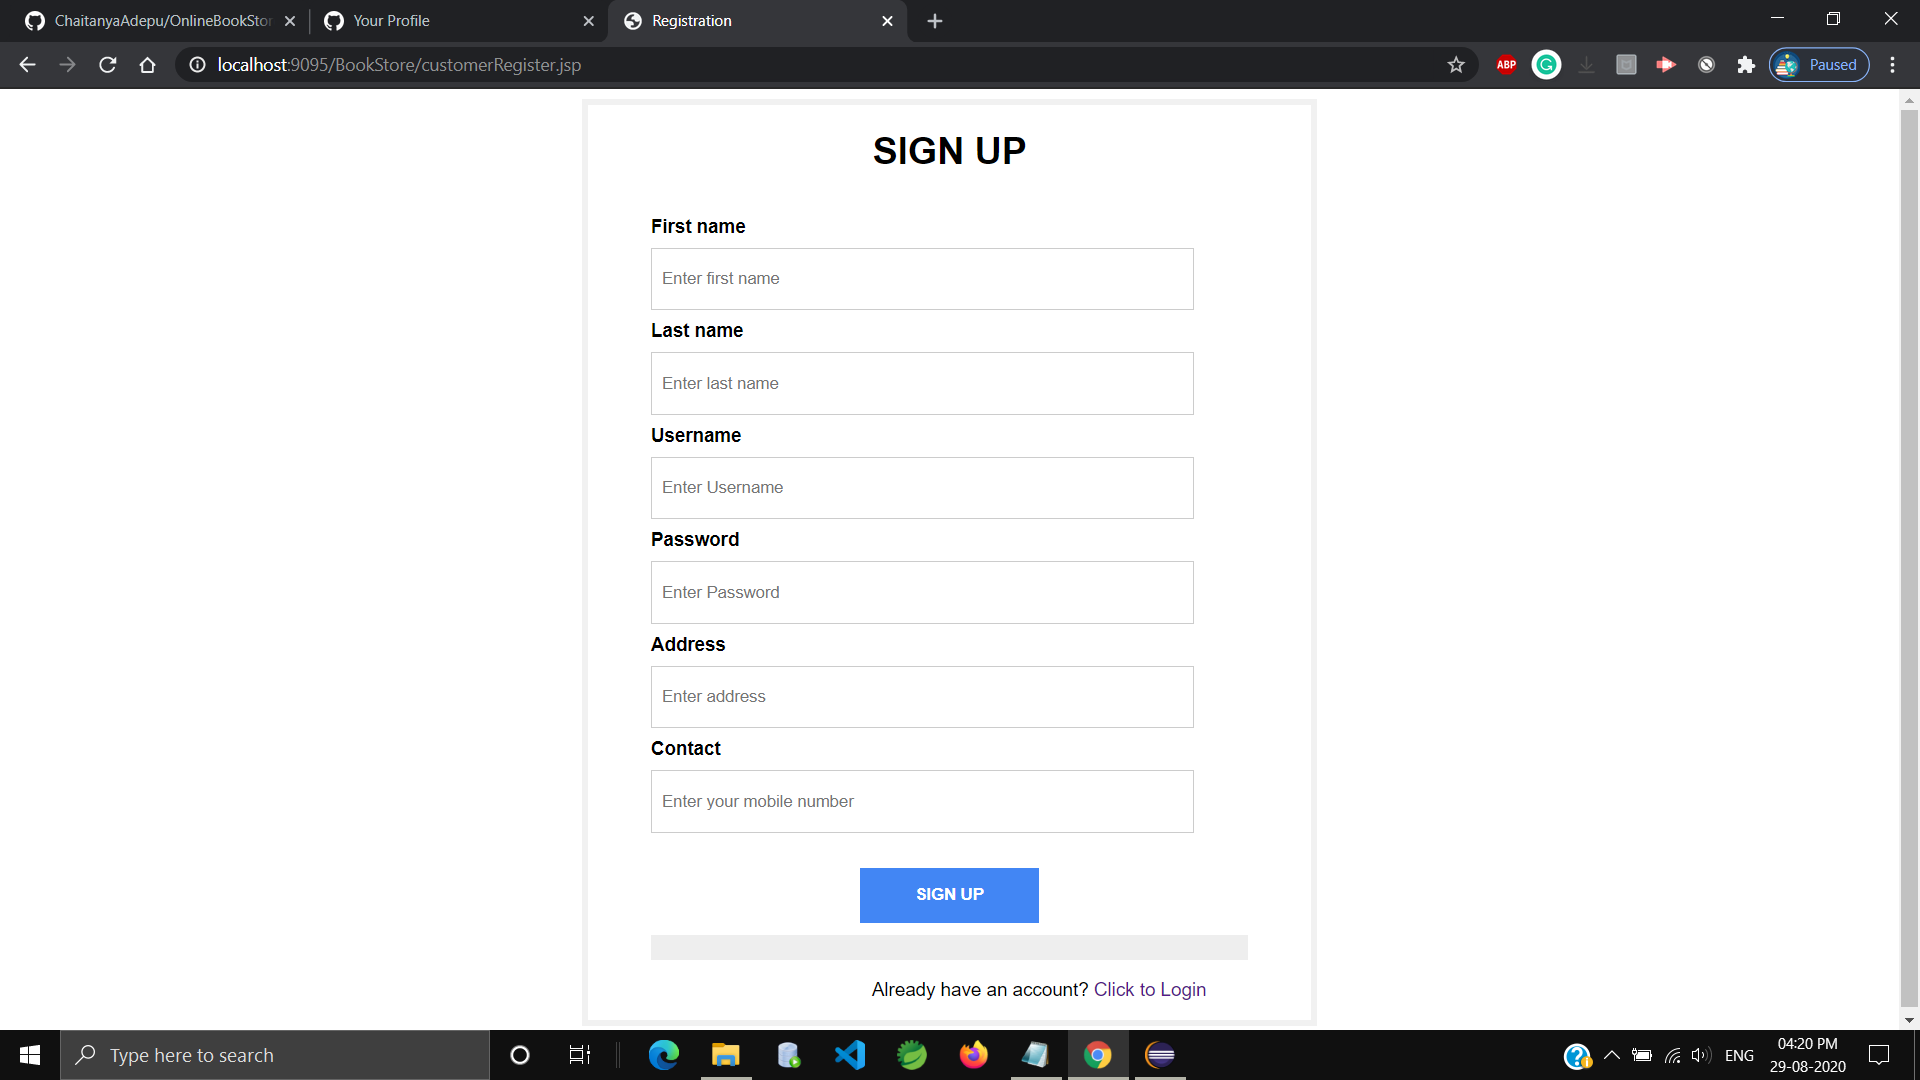 ChaitanyaAdepu/OnlineBookStor
Your Profile
Registration
localhost:9095/BookStore/customerRegister.jsp
ABP
Paused
SIGN UP
First name
Enter first name
Last name
Enter last name
Username
Enter Username
Password
Enter Password
Address
Enter address
Contact
Enter your mobile number
SIGN UP
Already have an account? Click to Login
Type here to search
ENG
04:20 PM
29-08-2020